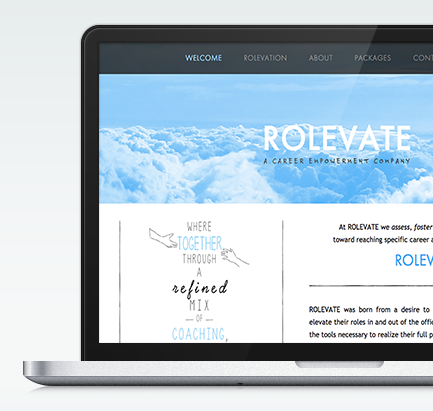 WELCOME ROLEVATION ABOUT PACKAGES CONT
ROLEVATE
A CAREER EMPOWERMENT COMPANY
WHERE
TOGETHER
THROUGH
A
refined
MIX
OF
COACHING,
At ROLEVATE we assess, foster
toward reaching specific career a
ROLEV
ROLEVATE was born from a desire to
elevate their roles in and out of the offic
the tools necessary to realize their full p